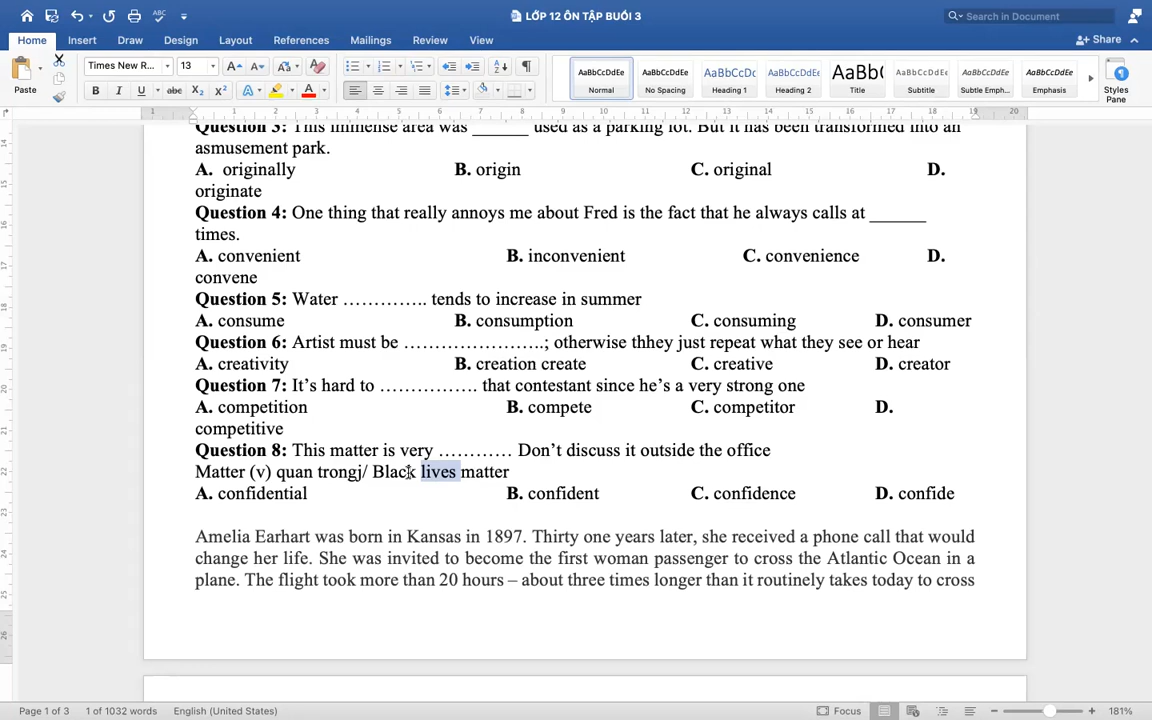 LỚP 12 ÔN TẬP BUỔI 3
Search in Document
Home Insert Draw Design Layout References Mailings Review View Share
Paste Times New R... 13 AaBbCcDdEe Normal AaBbCcDdEe No Spacing AaBbCcDc Heading 1 AaBbCcDdEe Heading 2 AaBbC Title AaBbCcDdEe Subtitle AaBbCcDdEe Subtle Emph... AaBbCcDdEe Emphasis Styles Pane
Question 3: This immense area was ______ used as a parking lot. But it has been transformed into an
asmusement park.
A. originally B. origin C. original D.
originate
Question 4: One thing that really annoys me about Fred is the fact that he always calls at ______
times.
A. convenient B. inconvenient C. convenience D.
convene
Question 5: Water ………….. tends to increase in summer
A. consume B. consumption C. consuming D. consumer
Question 6: Artist must be …………………..; otherwise thhey just repeat what they see or hear
A. creativity B. creation create C. creative D. creator
Question 7: It’s hard to ……………. that contestant since he’s a very strong one
A. competition B. compete C. competitor D.
competitive
Question 8: This matter is very ………… Don’t discuss it outside the office
Matter (v) quan trongj/ Black lives matter
A. confidential B. confident C. confidence D. confide
Amelia Earhart was born in Kansas in 1897. Thirty one years later, she received a phone call that would
change her life. She was invited to become the first woman passenger to cross the Atlantic Ocean in a
plane. The flight took more than 20 hours – about three times longer than it routinely takes today to cross
Page 1 of 3 1 of 1032 words English (United States) Focus 181%